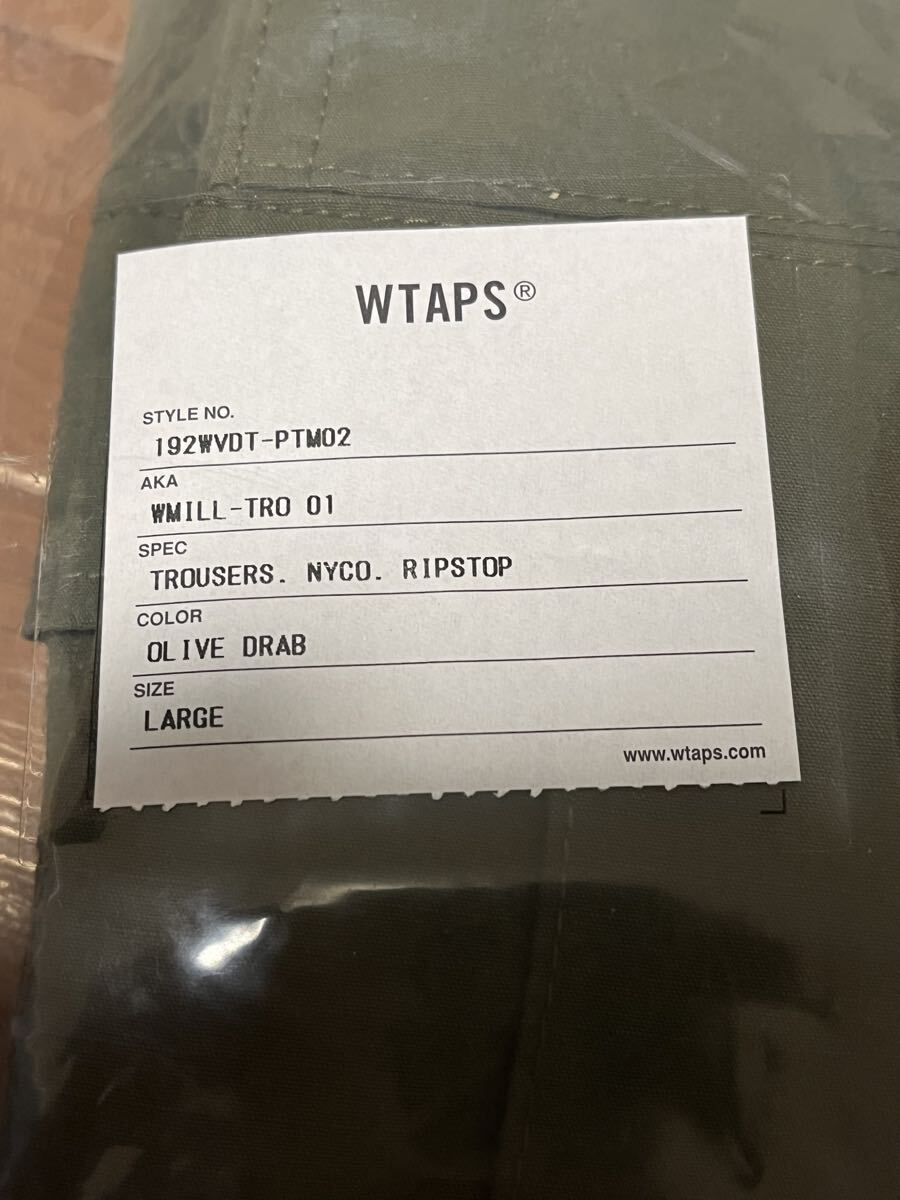 WTAPS®
STYLE NO.
192WVDT-PTM02
AKA
WMILL-TRO 01
SPEC
TROUSERS. NYCO. RIPSTOP
COLOR
OLIVE DRAB
SIZE
LARGE
www.wtaps.com